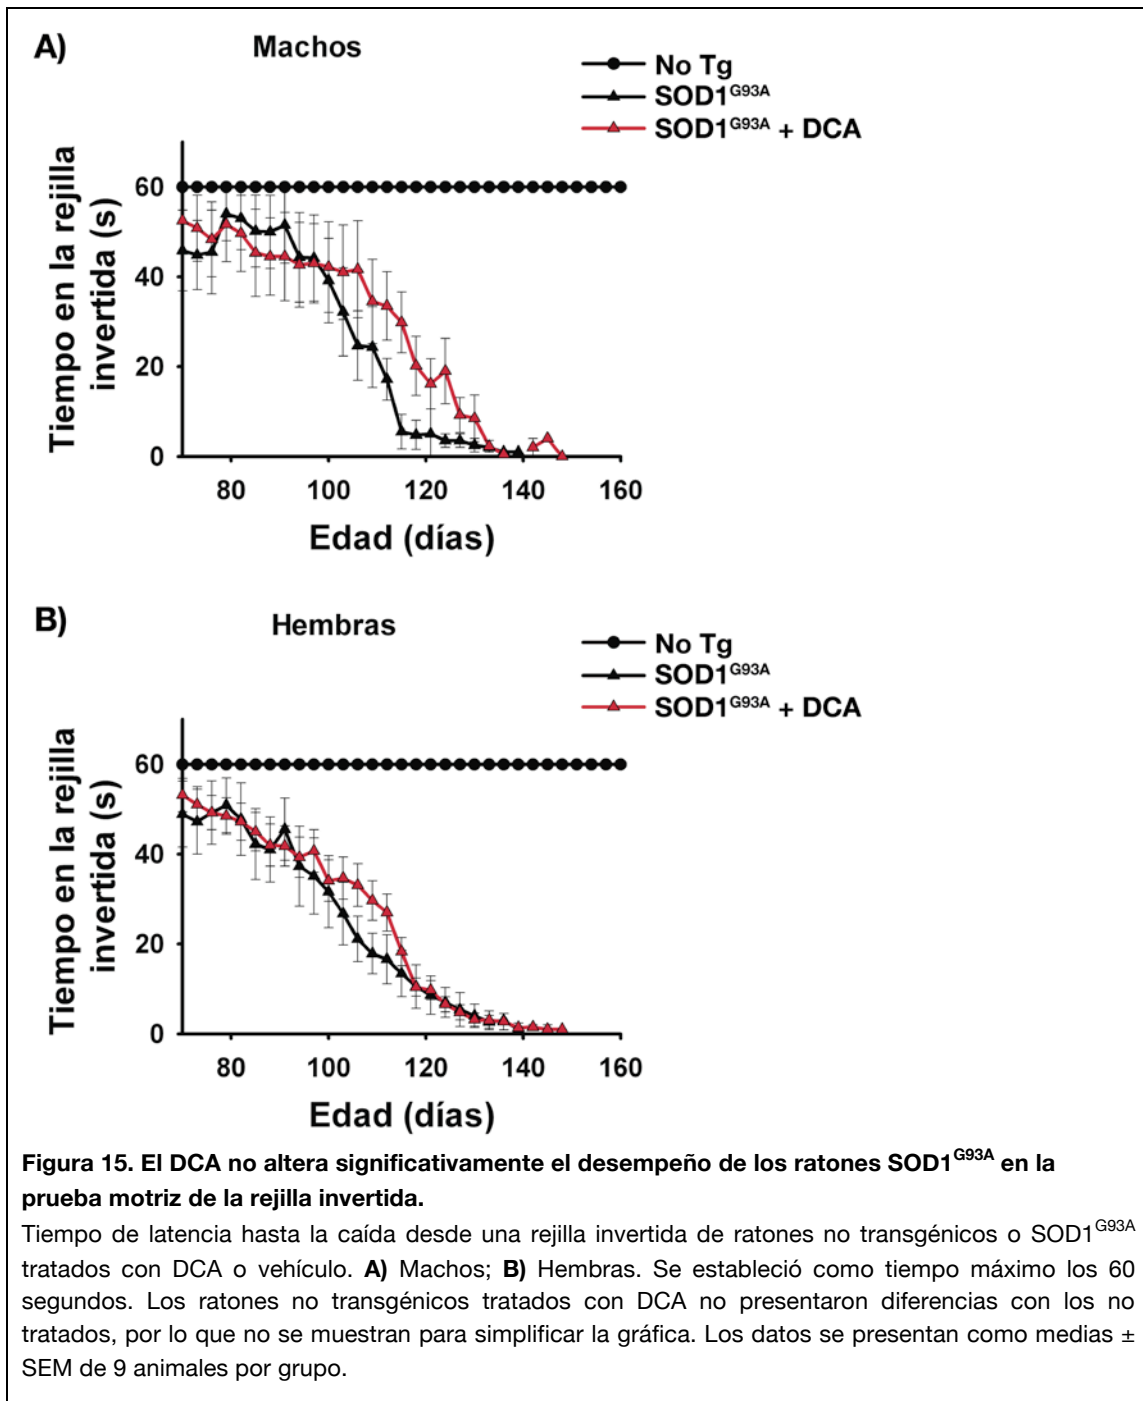 A)
Machos
No Tg
SOD1G93A
SOD1G93A + DCA
Tiempo en la rejilla
invertida (s)
60
40
20
0
80 100 120 140 160
Edad (días)
B)
Hembras
No Tg
SOD1G93A
SOD1G93A + DCA
Tiempo en la rejilla
invertida (s)
60
40
20
0
80 100 120 140 160
Edad (días)
Figura 15. El DCA no altera significativamente el desempeño de los ratones SOD1G93A en la
prueba motriz de la rejilla invertida.
Tiempo de latencia hasta la caída desde una rejilla invertida de ratones no transgénicos o SOD1G93A
tratados con DCA o vehículo. A) Machos; B) Hembras. Se estableció como tiempo máximo los 60
segundos. Los ratones no transgénicos tratados con DCA no presentaron diferencias con los no
tratados, por lo que no se muestran para simplificar la gráfica. Los datos se presentan como medias ±
SEM de 9 animales por grupo.